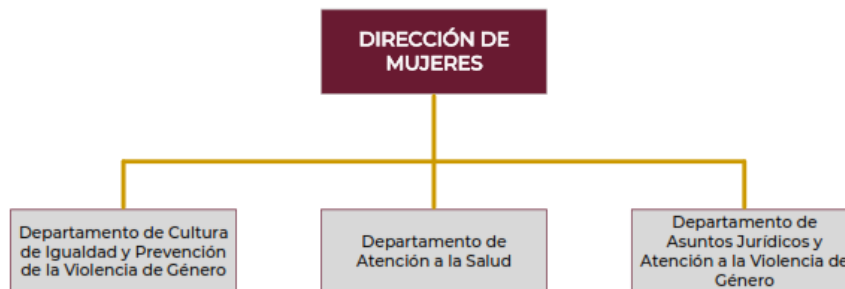 DIRECCIÓN DE
MUJERES
Departamento de Cultura
de Igualdad y Prevención
de la Violencia de Género
Departamento de
Atención a la Salud
Departamento de
Asuntos Jurídicos y
Atención a la Violencia de
Género